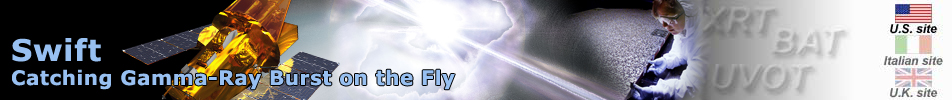 Swift
Catching Gamma-Ray Burst on the Fly
XRT
BAT
UVOT
U.S. site
Italian site
U.K. site